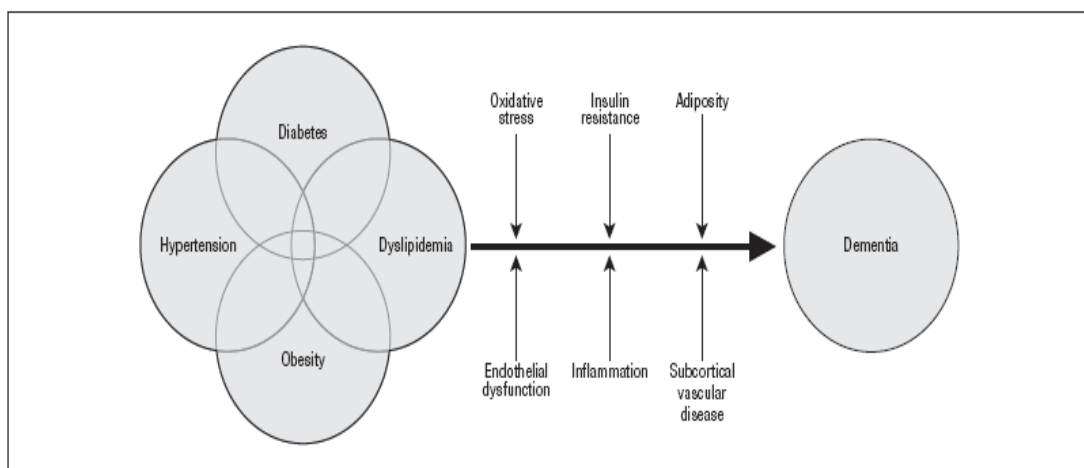 Diabetes
Hypertension
Dyslipidemia
Obesity
Oxidative
stress
Insulin
resistance
Adiposity
Endothelial
dysfunction
Inflammation
Subcortical
vascular
disease
Dementia